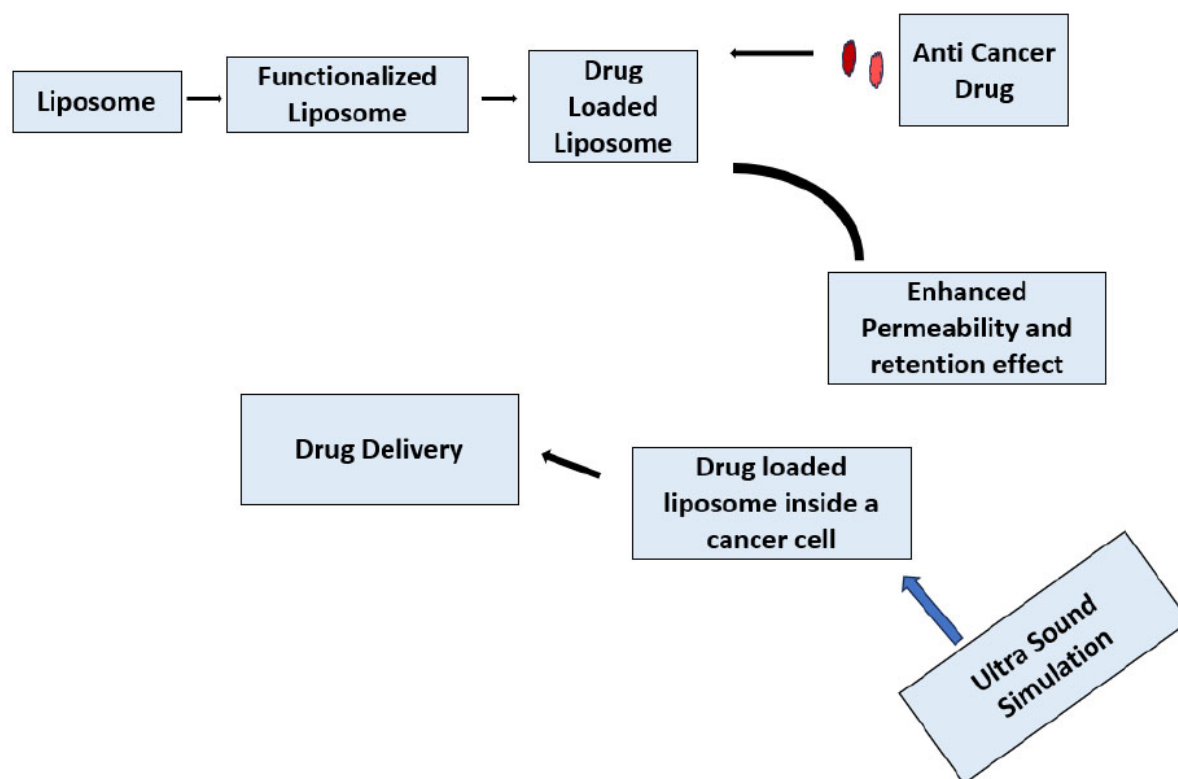 Liposome
Functionalized
Liposome
Drug
Loaded
Liposome
Anti Cancer
Drug
Enhanced
Permeability and
retention effect
Drug Delivery
Drug loaded
liposome inside a
cancer cell
Ultra Sound
Simulation